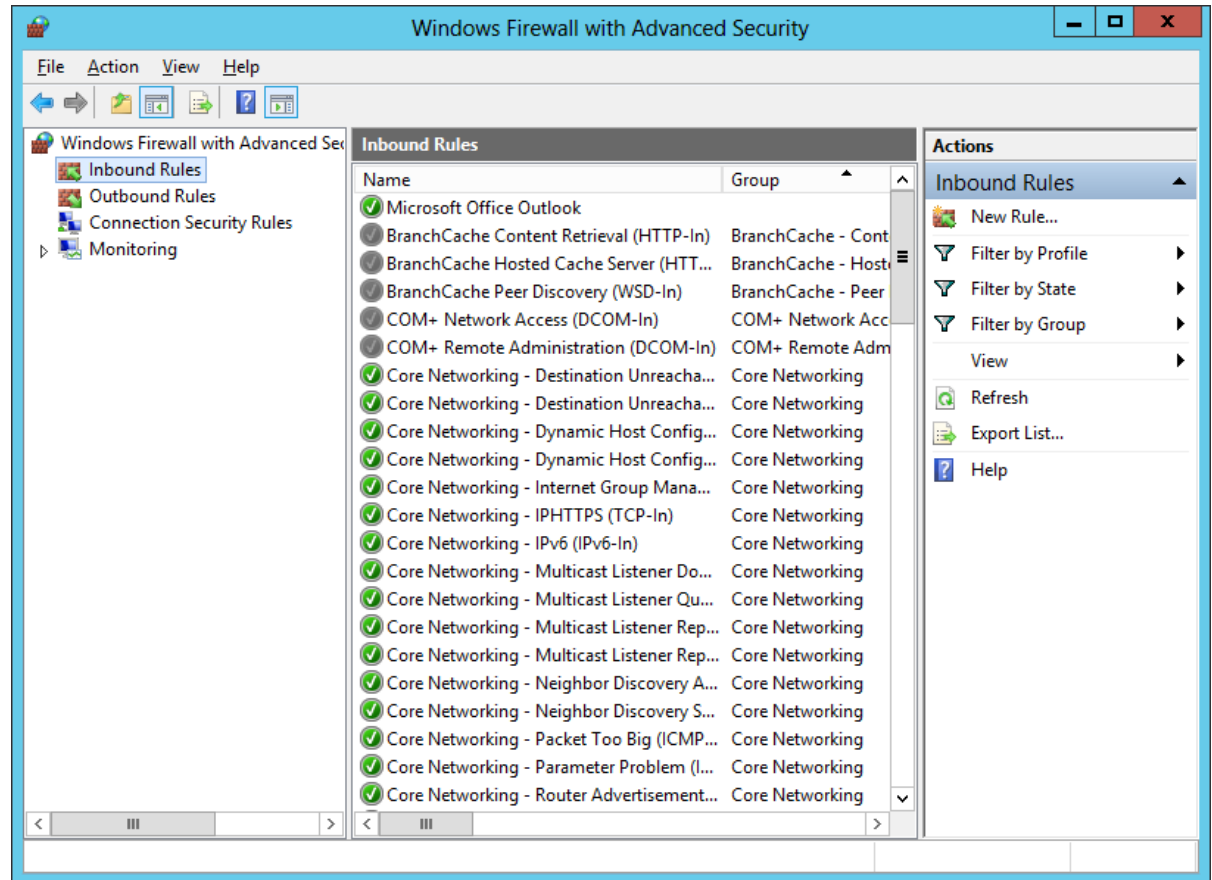 Windows Firewall with Advanced Security
File Action View Help
Windows Firewall with Advanced Sec
Inbound Rules
Outbound Rules
Connection Security Rules
Monitoring
Inbound Rules
Name Group
Microsoft Office Outlook
BranchCache Content Retrieval (HTTP-In) BranchCache - Cont
BranchCache Hosted Cache Server (HTT... BranchCache - Hoste
BranchCache Peer Discovery (WSD-In) BranchCache - Peer
COM+ Network Access (DCOM-In) COM+ Network Acc
COM+ Remote Administration (DCOM-In) COM+ Remote Adm
Core Networking - Destination Unreacha... Core Networking
Core Networking - Destination Unreacha... Core Networking
Core Networking - Dynamic Host Config... Core Networking
Core Networking - Dynamic Host Config... Core Networking
Core Networking - Internet Group Mana... Core Networking
Core Networking - IPHTTPS (TCP-In) Core Networking
Core Networking - IPv6 (IPv6-In) Core Networking
Core Networking - Multicast Listener Do... Core Networking
Core Networking - Multicast Listener Qu... Core Networking
Core Networking - Multicast Listener Rep... Core Networking
Core Networking - Multicast Listener Rep... Core Networking
Core Networking - Neighbor Discovery A... Core Networking
Core Networking - Neighbor Discovery S... Core Networking
Core Networking - Packet Too Big (ICMP... Core Networking
Core Networking - Parameter Problem (I... Core Networking
Core Networking - Router Advertisement... Core Networking
Actions
Inbound Rules
New Rule...
Filter by Profile
Filter by State
Filter by Group
View
Refresh
Export List...
Help